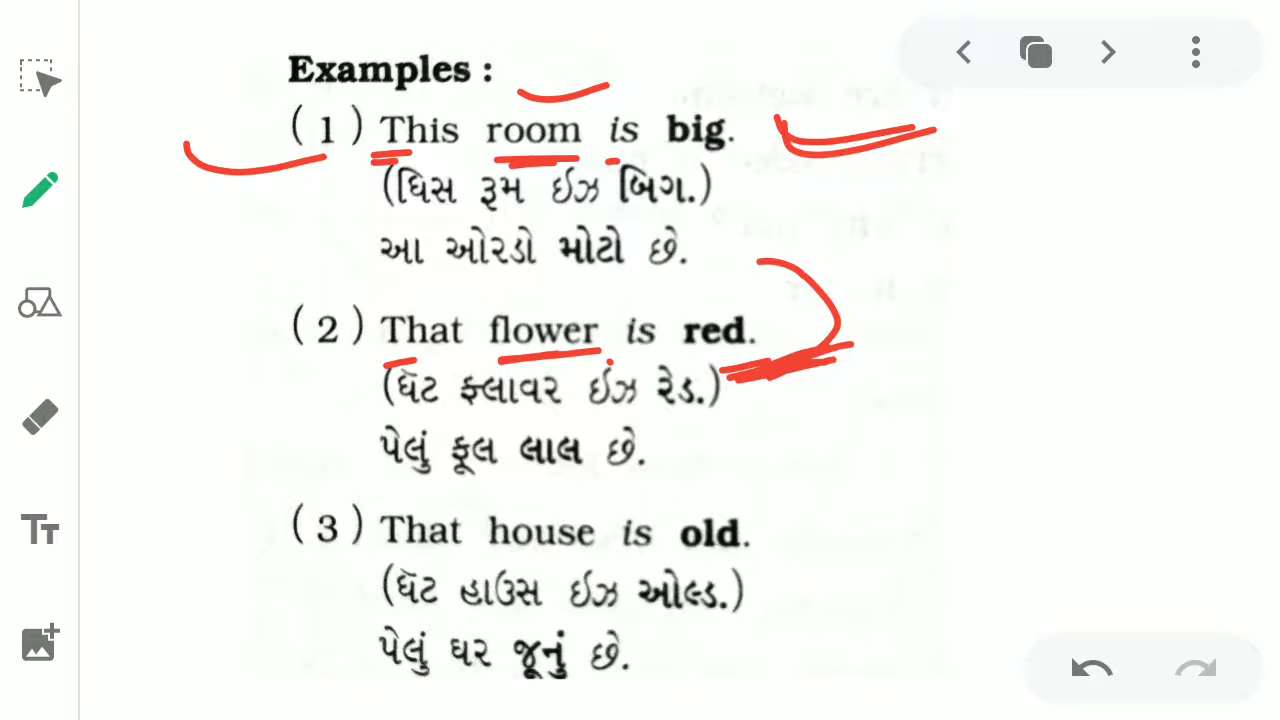 Examples :
( 1 ) This room is big.
(ધિસ રૂમ ઈઝ બિગ.)
આ ઓરડો મોટો છે.
( 2 ) That flower is red.
(ધૅટ ફ્લાવર ઈઝ રેડ.)
પેલું ફૂલ લાલ છે.
( 3 ) That house is old.
(ધૅટ હાઉસ ઈઝ ઓલ્ડ.)
પેલું ઘર જૂનું છે.